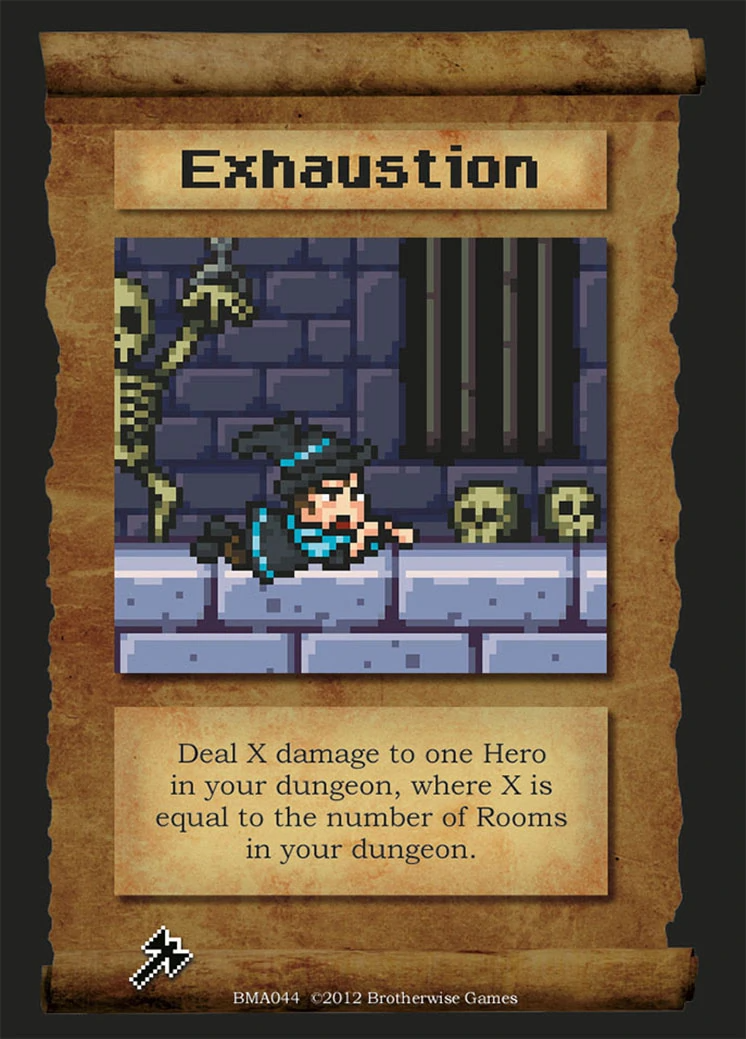 Exhaustion
Deal X damage to one Hero
in your dungeon, where X is
equal to the number of Rooms
in your dungeon.
BMA044 ©2012 Brotherwise Games